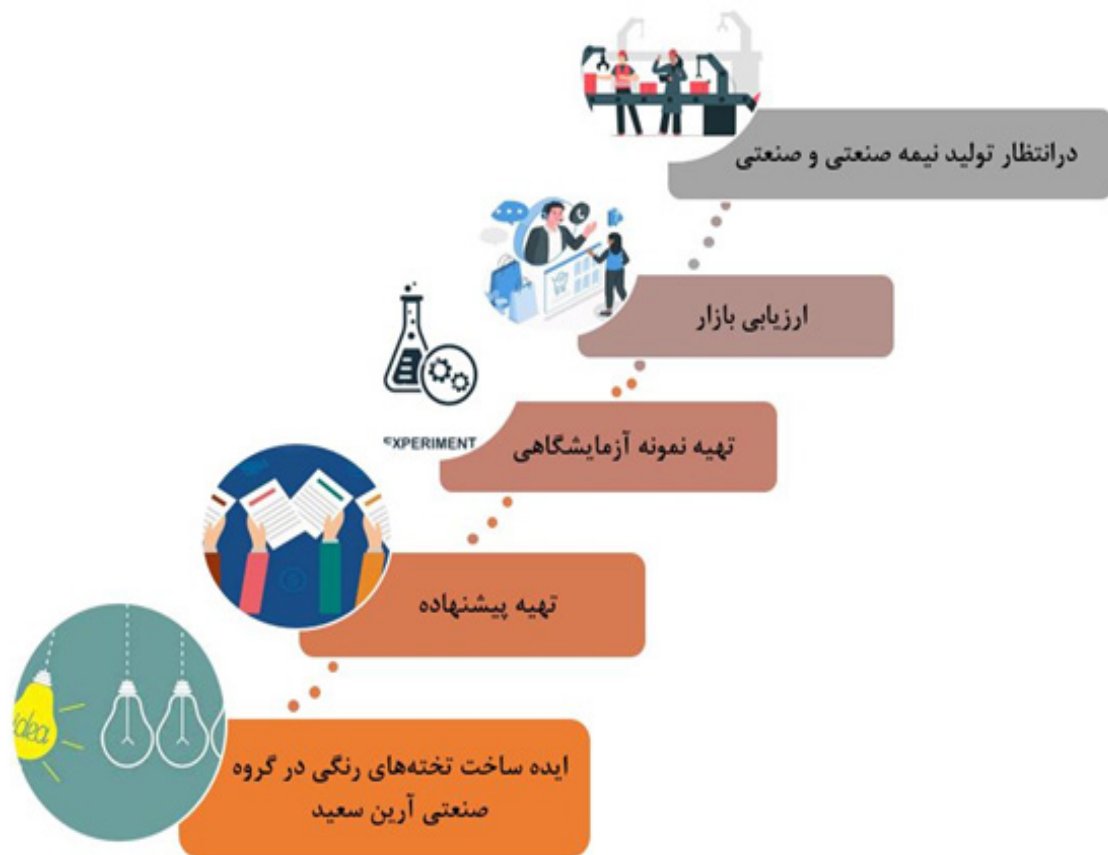 درانتظار تولید نیمه صنعتی و صنعتی
ارزیابی بازار
تهیه نمونه آزمایشگاهی
EXPERIMENT
تهیه پیشنهاده
idea
ایده ساخت تخته‌های رنگی در گروه
صنعتی آرین سعید